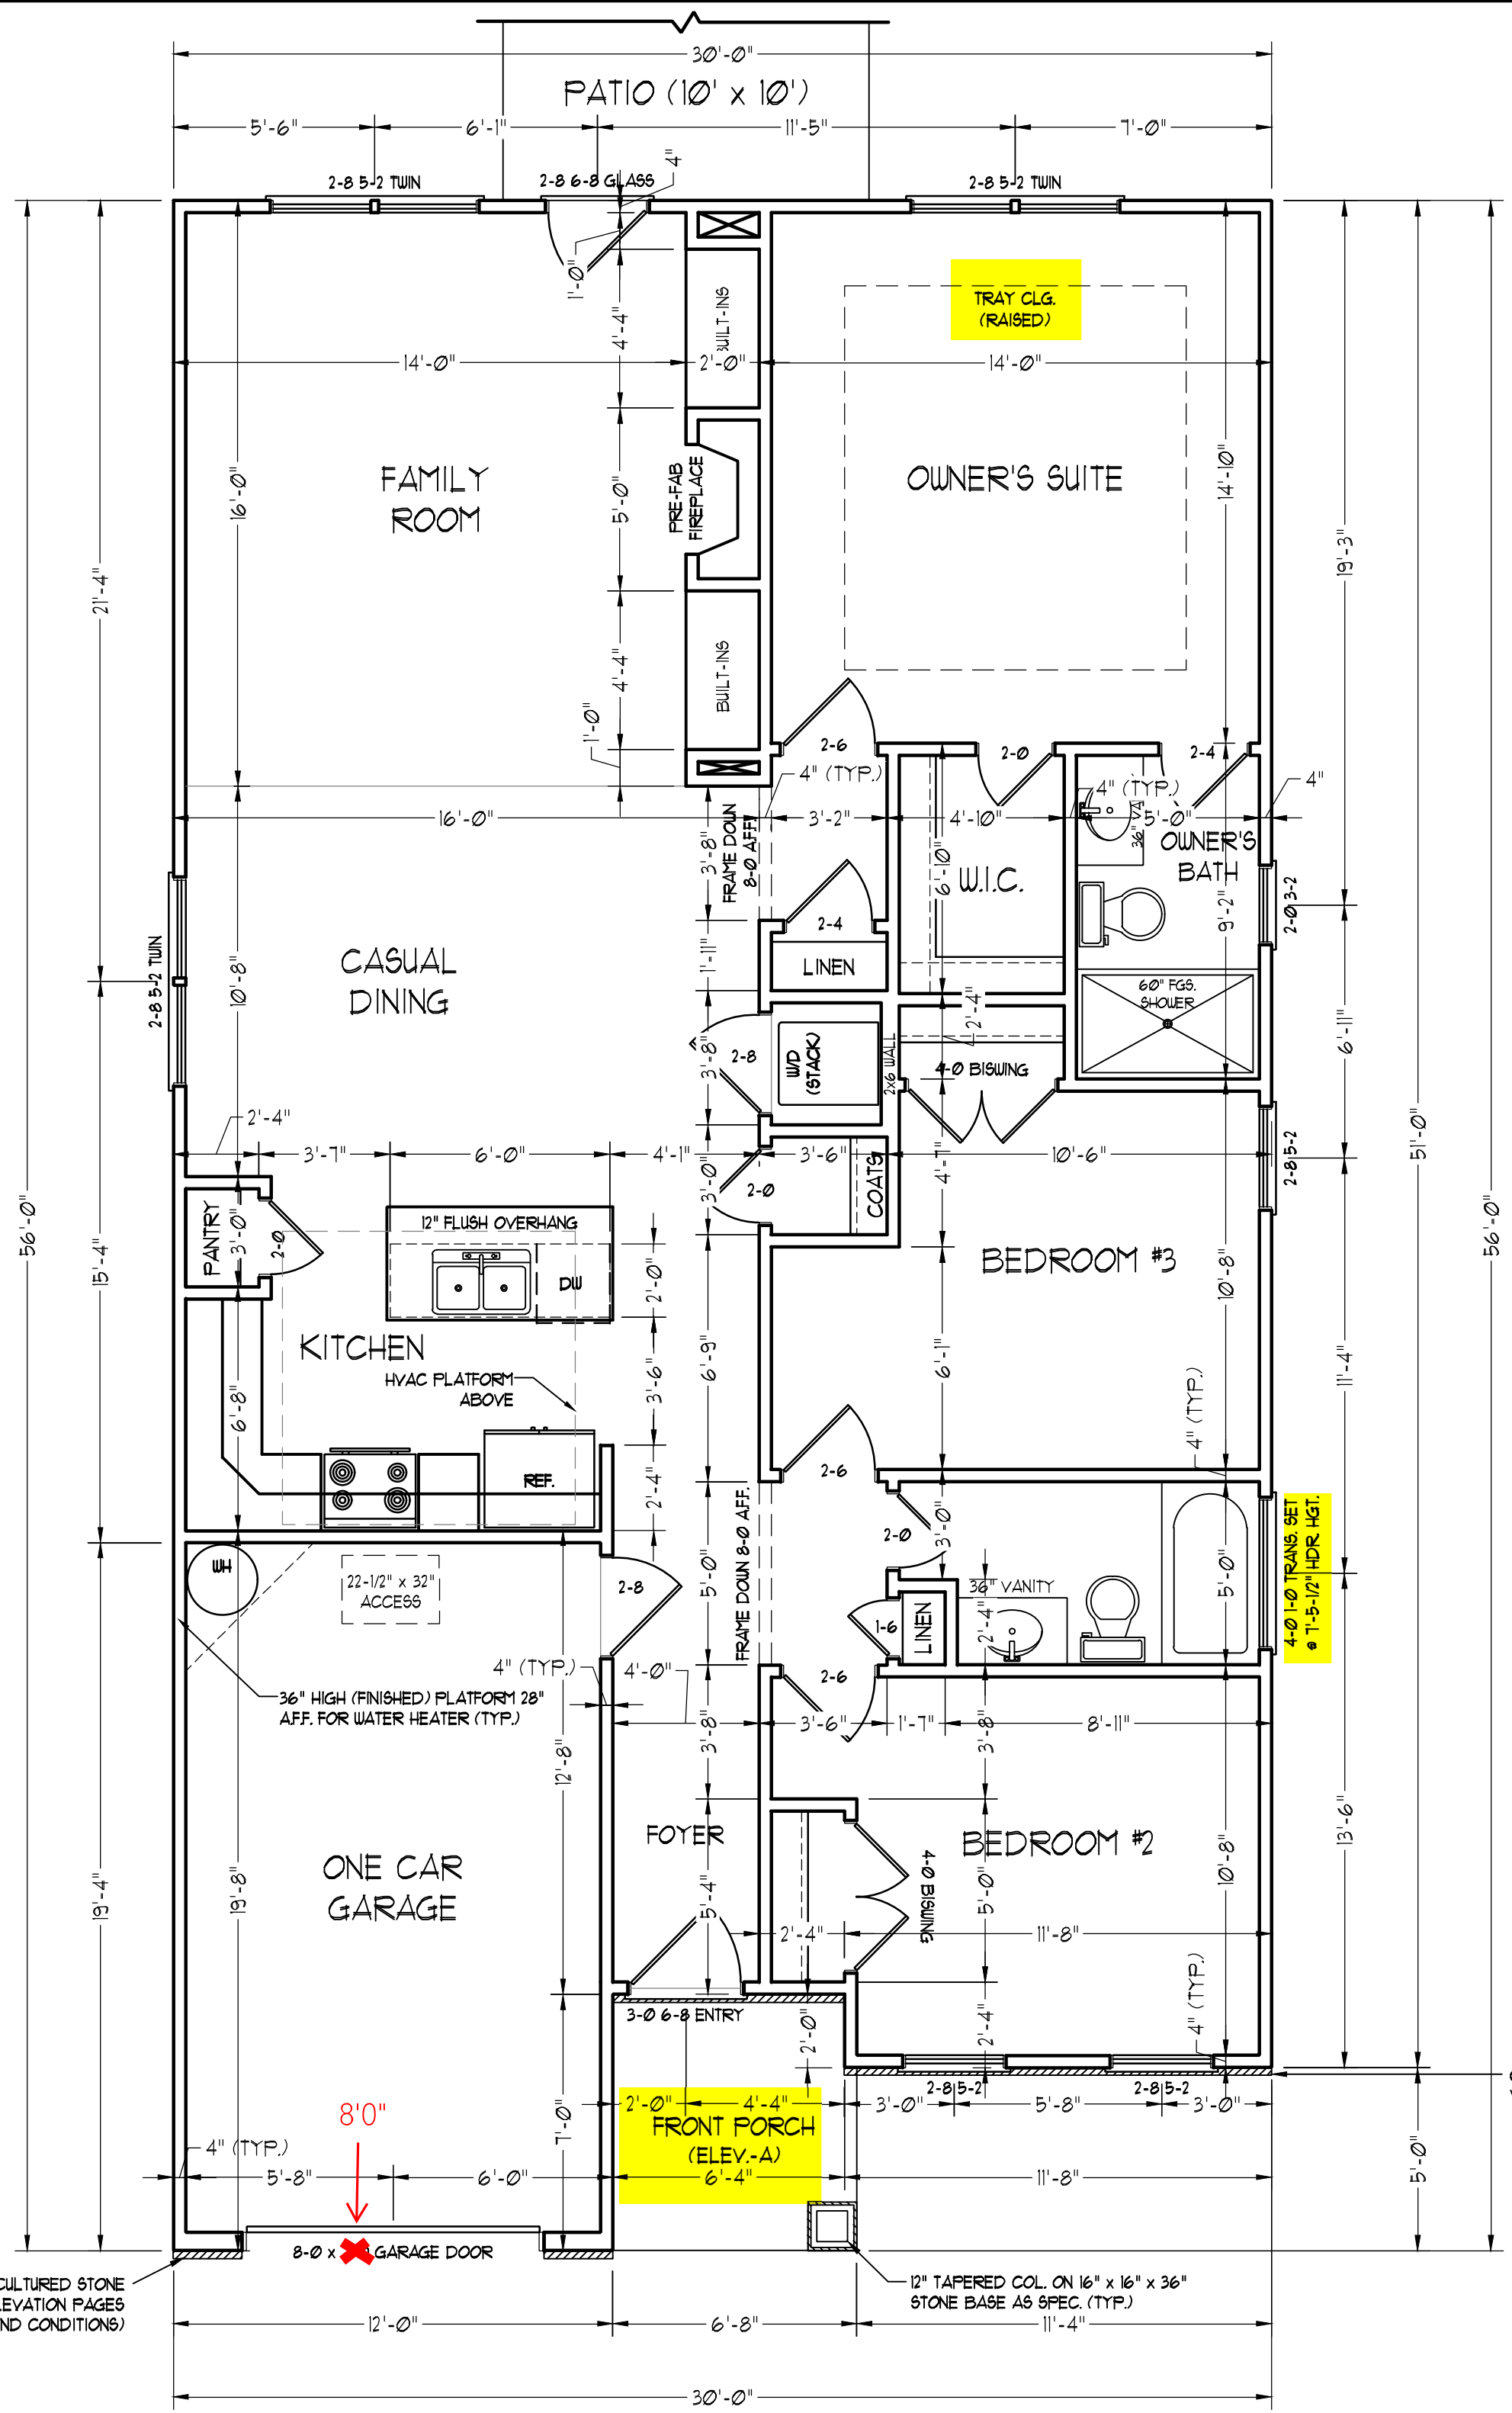 30'-0"
PATIO (10' x 10')
5'-6"
6'-1"
11'-5"
7'-0"
4"
2-8 5-2 TWIN
2-8 6-8 GLASS
2-8 5-2 TWIN
1'-0"
BUILT-INS
4'-4"
TRAY CLG.
(RAISED)
14'-0"
2'-0"
14'-0"
FAMILY
ROOM
16'-0"
5'-0"
PRE-FAB
FIREPLACE
OWNER'S SUITE
14'-10"
19'-3"
21'-4"
4'-4"
BUILT-INS
1'-0"
2-6
2-0
2-4
4" (TYP.)
4" (TYP.)
4"
16'-0"
3'-2"
4'-10"
5'-0"
FRAME DOWN
8-0 A.F.F.
3'-8"
36" VA
OWNER'S
BATH
6'-10"
W.I.C.
9'-2"
2-0 3-2
2-4
CASUAL
DINING
2-8 5-2 TWIN
10'-8"
1'-11"
LINEN
60" FGS.
SHOWER
2'-4"
6'-11"
3'-8"
2-8
W/D
(STACK)
2x6 WALL
4-0 BISWING
51'-0"
2'-4"
3'-7"
6'-0"
4'-1"
3'-6"
10'-6"
2-8 5-2
4'-7"
3'-0"
2-0
COATS
56'-0"
15'-4"
PANTRY
3'-0"
2-0
12" FLUSH OVERHANG
DW
2'-0"
BEDROOM #3
10'-8"
56'-0"
KITCHEN
HVAC PLATFORM
ABOVE
3'-6"
6'-9"
6'-1"
11'-4"
6'-8"
4" (TYP.)
REF.
2'-4"
2-6
FRAME DOWN 8-0 A.F.F.
2-0
3'-0"
4-0 1-0 TRANS. SET
@ 7'-5-1/2" HDR HGT.
WH
22-1/2" x 32"
ACCESS
2-8
5'-0"
36" VANITY
5'-0"
1-6
LINEN
2'-4"
4" (TYP.)
4'-0"
2-6
36" HIGH (FINISHED) PLATFORM 28"
A.F.F. FOR WATER HEATER (TYP.)
3'-8"
3'-6"
1'-7"
3'-8"
8'-11"
12'-8"
FOYER
BEDROOM #2
13'-6"
ONE CAR
GARAGE
19'-4"
19'-8"
5'-4"
4-0 BISWING
5'-0"
10'-8"
2'-4"
11'-8"
4" (TYP.)
3-0 6-8 ENTRY
2'-0"
2'-4"
2-8 5-2
2-8 5-2
2'-0"
4'-4"
3'-0"
5'-8"
3'-0"
8'0"
7'-0"
FRONT PORCH
(ELEV.-A)
4" (TYP.)
5'-8"
6'-0"
6'-4"
11'-8"
5'-0"
8-0 x GARAGE DOOR
CULTURED STONE
LEVATION PAGES
ND CONDITIONS)
12" TAPERED COL. ON 16" x 16" x 36"
STONE BASE AS SPEC. (TYP.)
12'-0"
6'-8"
11'-4"
30'-0"